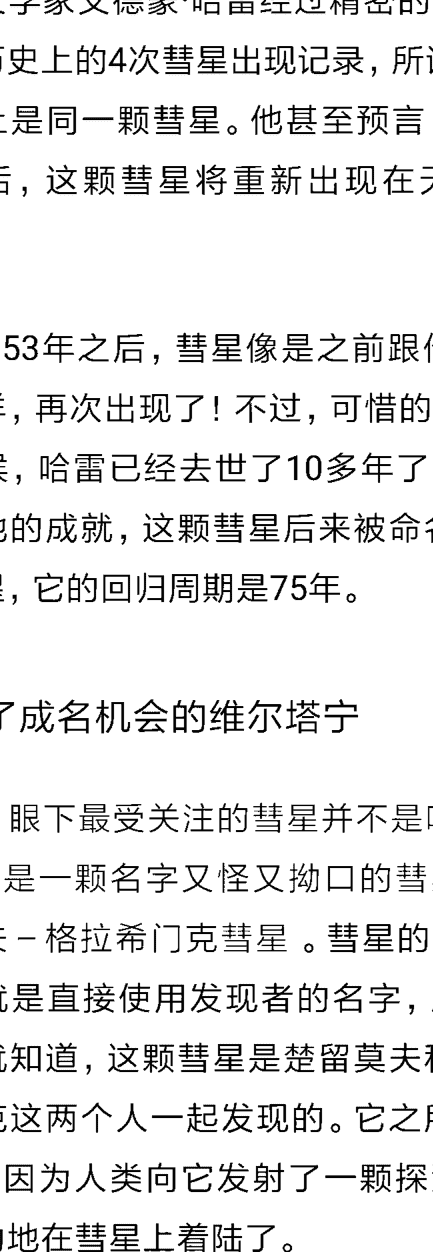 学家艾德蒙·哈雷经过精密的
历史上的4次彗星出现记录，所
上是同一颗彗星。他甚至预言
后，这颗彗星将重新出现在
53年之后，彗星像是之前跟
样，再次出现了！不过，可惜的
候，哈雷已经去世了10多年了
他的成就，这颗彗星后来被命名
星，它的回归周期是75年。
了成名机会的维尔塔宁
眼下最受关注的彗星并不是
是一颗名字又怪又拗口的彗星
夫－格拉希门克彗星 。彗星的
就是直接使用发现者的名字，
就知道，这颗彗星是楚留莫夫和
克这两个人一起发现的。它之所
因为人类向它发射了一颗探
地在彗星上着陆了。